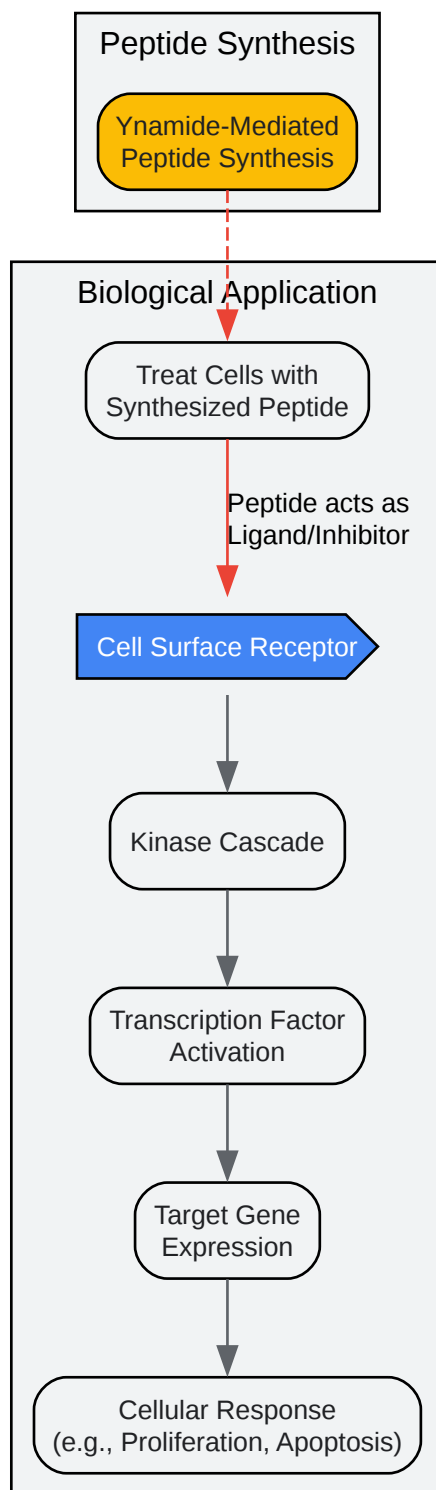 Peptide Synthesis
Ynamide-Mediated
Peptide Synthesis
Biological Application
Treat Cells with
Synthesized Peptide
Peptide acts as
Ligand/Inhibitor
Cell Surface Receptor
Kinase Cascade
Transcription Factor
Activation
Target Gene
Expression
Cellular Response
(e.g., Proliferation, Apoptosis)